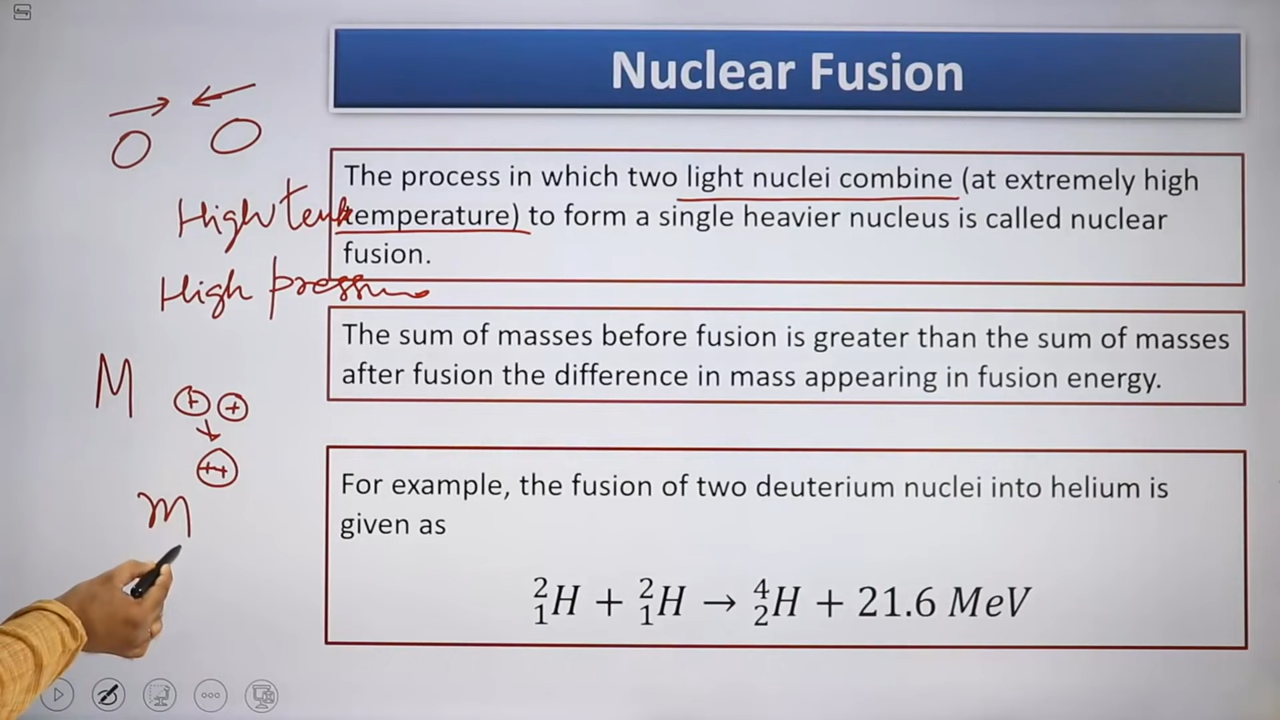 Nuclear Fusion
The process in which two light nuclei combine (at extremely high
temperature) to form a single heavier nucleus is called nuclear
fusion.
High
High pressure
The sum of masses before fusion is greater than the sum of masses
after fusion the difference in mass appearing in fusion energy.
M
+ +
++
m
For example, the fusion of two deuterium nuclei into helium is
given as
²₁H + ²₁H → ⁴₂H + 21.6 MeV